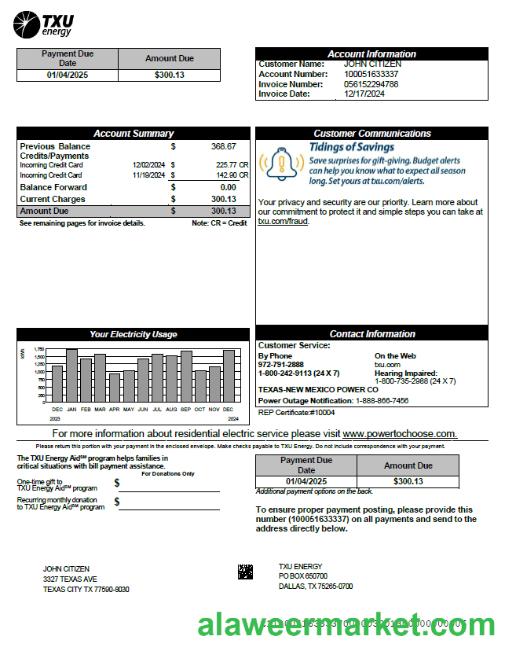 TXU
energy
Payment Due
Date
Amount Due
01/04/2025
$300.13
Account Information
Customer Name: JOHN CITIZEN
Account Number: 100051633337
Invoice Number: 056152294788
Invoice Date: 12/17/2024
Account Summary
Previous Balance $ 368.67
Credits/Payments
Incoming Credit Card 12/02/2024 $ 225.77 CR
Incoming Credit Card 11/19/2024 $ 142.90 CR
Balance Forward $ 0.00
Current Charges $ 300.13
Amount Due $ 300.13
See remaining pages for invoice details. Note: CR = Credit
Customer Communications
Tidings of Savings
Save surprises for gift-giving. Budget alerts
can help you know what to expect all season
long. Set yours at txu.com/alerts.
Your privacy and security are our priority. Learn more about
our commitment to protect it and simple steps you can take at
txu.com/fraud.
Your Electricity Usage
kWh
1,750
1,500
1,250
1,000
750
500
250
0
DEC JAN FEB MAR APR MAY JUN JUL AUG SEP OCT NOV DEC
2023 2024
Contact Information
Customer Service:
By Phone
972-791-2888
1-800-242-9113 (24 X 7)
On the Web
txu.com
Hearing Impaired:
1-800-735-2988 (24 X 7)
TEXAS-NEW MEXICO POWER CO
Power Outage Notification: 1-888-866-7456
REP Certificate#10004
For more information about residential electric service please visit www.powertochoose.com.
Please return this portion with your payment in the enclosed envelope. Make checks payable to TXU Energy. Do not include correspondence with your payment.
The TXU Energy Aid℠ program helps families in
critical situations with bill payment assistance.
For Donations Only
One-time gift to
TXU Energy Aid℠ program $
Recurring monthly donation
to TXU Energy Aid℠ program $
Payment Due
Date
Amount Due
01/04/2025
$300.13
Additional payment options on the back.
To ensure proper payment posting, please provide this
number (100051633337) on all payments and send to the
address directly below.
JOHN CITIZEN
3327 TEXAS AVE
TEXAS CITY TX 77590-8030
TXU ENERGY
PO BOX 650700
DALLAS, TX 75265-0700
alaweermarket.com